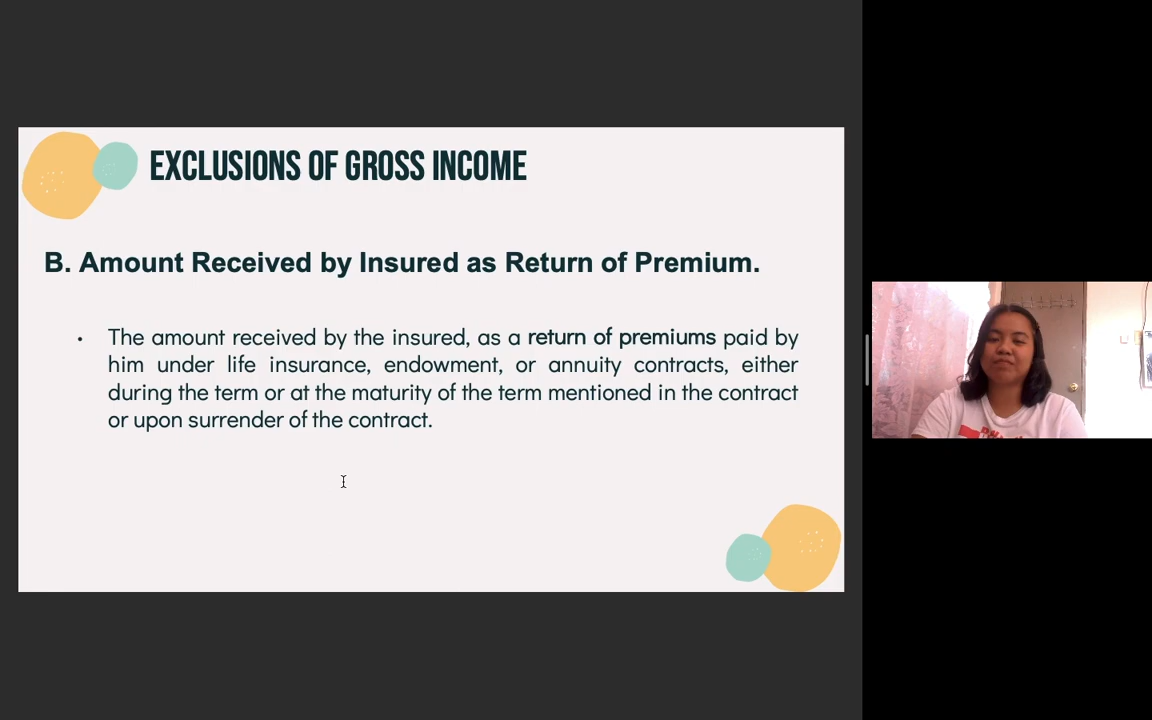 EXCLUSIONS OF GROSS INCOME
B. Amount Received by Insured as Return of Premium.
• The amount received by the insured, as a return of premiums paid by
him under life insurance, endowment, or annuity contracts, either
during the term or at the maturity of the term mentioned in the contract
or upon surrender of the contract.